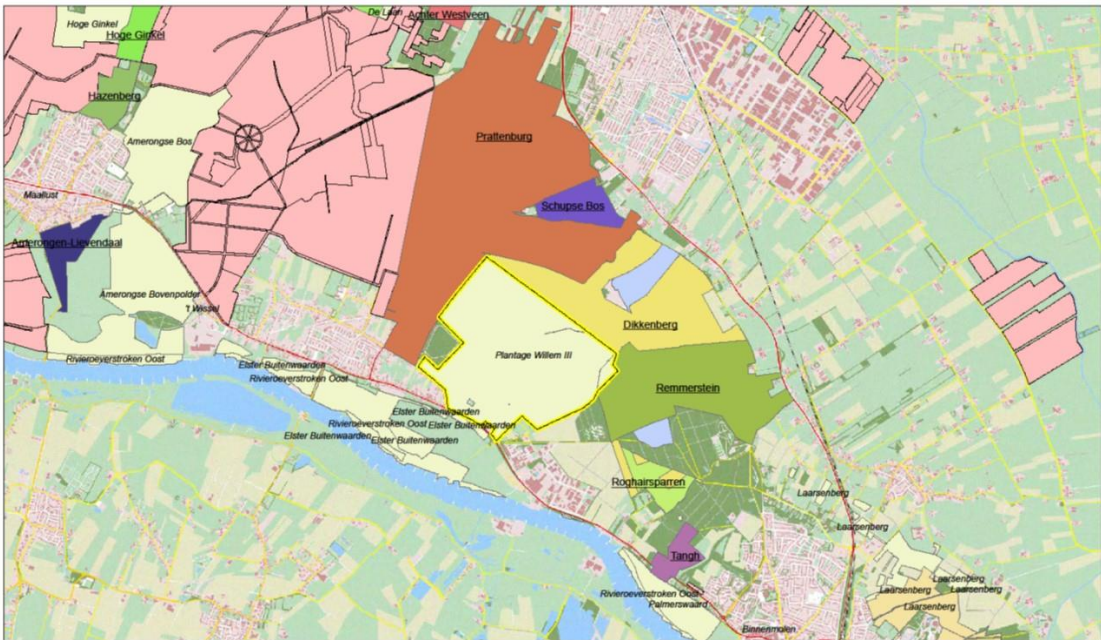 Hoge Ginkel
De Laan
Achter Westveen
Hoge Ginkel
Hazenberg
Amerongse Bos
Prattenburg
Maallust
Schupse Bos
Amerongen-Lievendaal
Amerongse Bovenpolder
't Wissel
Dikkenberg
Plantage Willem III
Rivieroeverstroken Oost
Elster Buitenwaarden
Rivieroeverstroken Oost
Remmerstein
Elster Buitenwaarden
Rivieroeverstroken Oost
Elster Buitenwaarden
Elster Buitenwaarden
Elster Buitenwaarden
Roghairsparren
Laarsenberg
Laarsenberg
Tangh
Laarsenberg
Laarsenberg
Laarsenberg
Rivieroeverstroken Oost
Palmerswaard
Laarsenberg
Binnenmolen